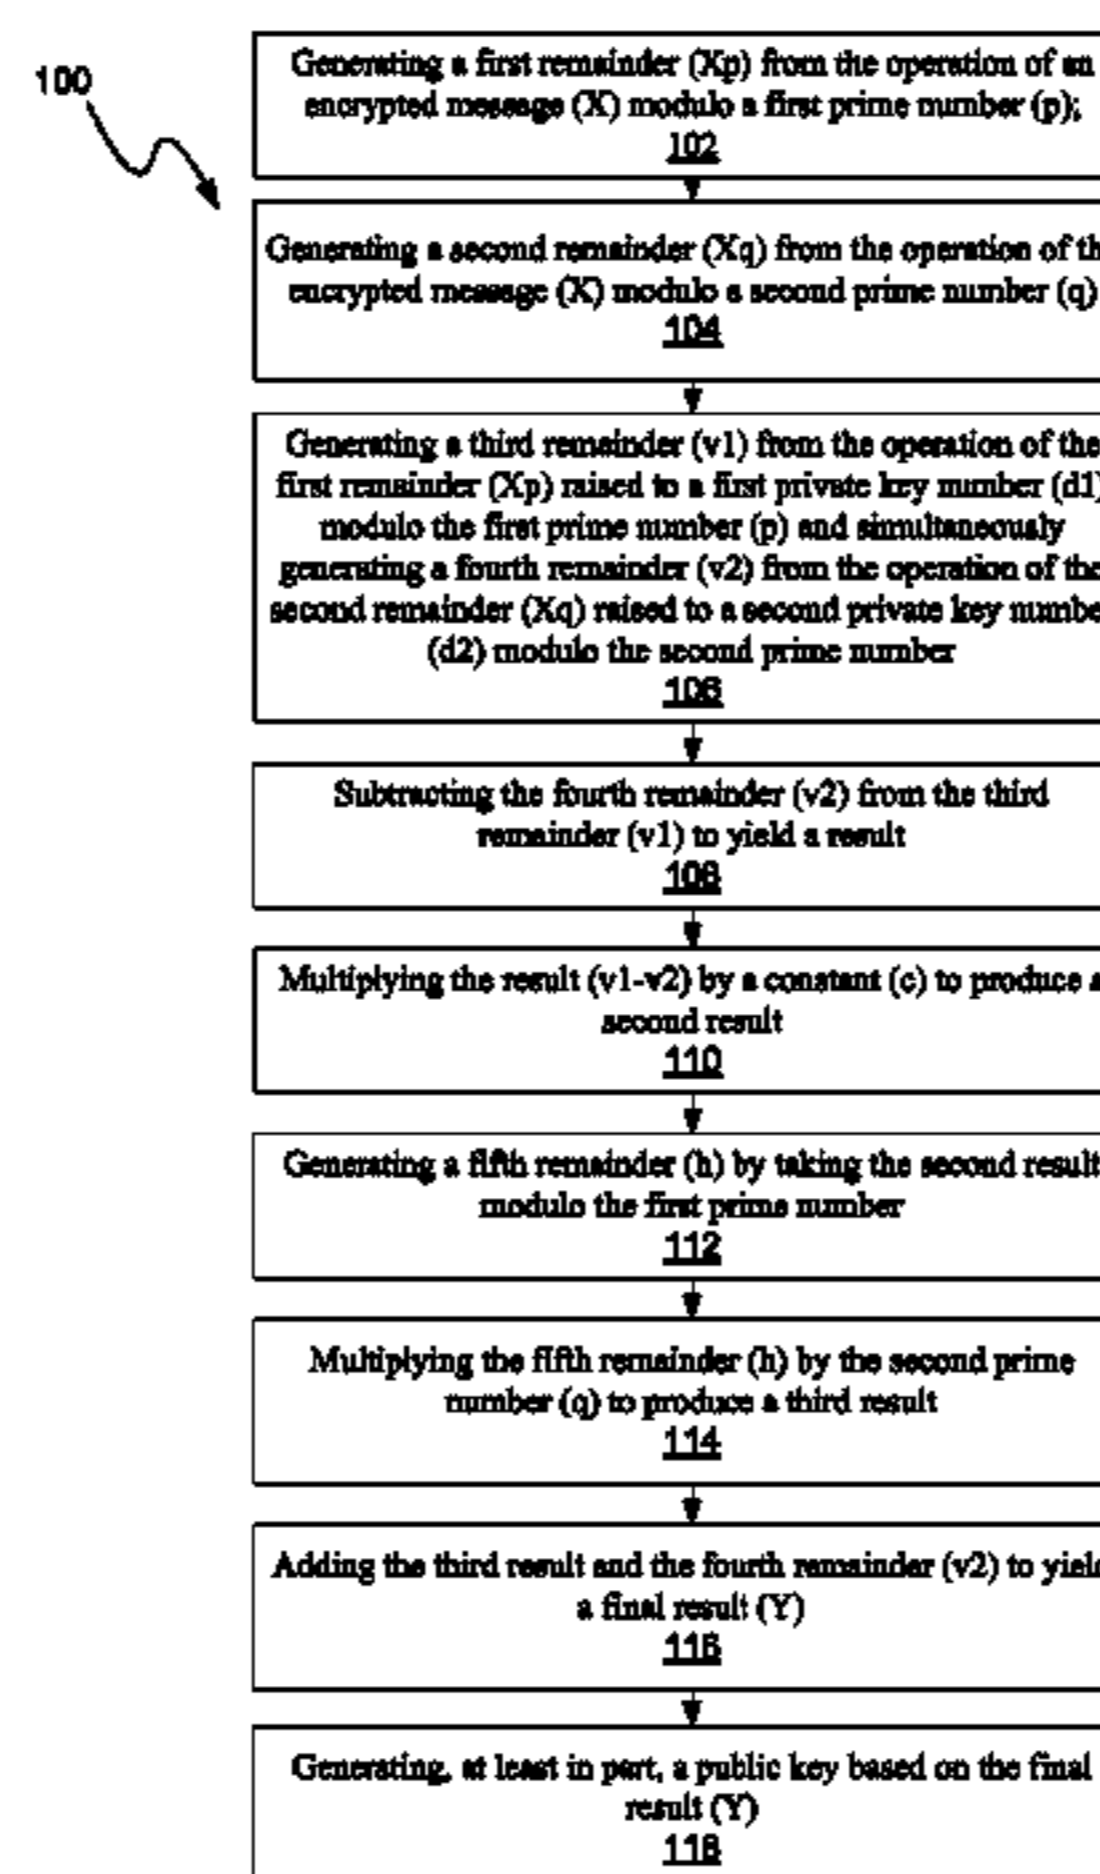 100
Generating a first remainder (Xp) from the operation of an
encrypted message (X) modulo a first prime number (p);
102
Generating a second remainder (Xq) from the operation of th
encrypted message (X) modulo a second prime number (q)
104
Generating a third remainder (v1) from the operation of the
first remainder (Xp) raised to a first private key number (d1)
modulo the first prime number (p) and simultaneously
generating a fourth remainder (v2) from the operation of the
second remainder (Xq) raised to a second private key numbe
(d2) modulo the second prime number
106
Subtracting the fourth remainder (v2) from the third
remainder (v1) to yield a result
108
Multiplying the result (v1-v2) by a constant (c) to produce a
second result
110
Generating a fifth remainder (h) by taking the second result
modulo the first prime number
112
Multiplying the fifth remainder (h) by the second prime
number (q) to produce a third result
114
Adding the third result and the fourth remainder (v2) to yield
a final result (Y)
116
Generating, at least in part, a public key based on the final
result (Y)
118